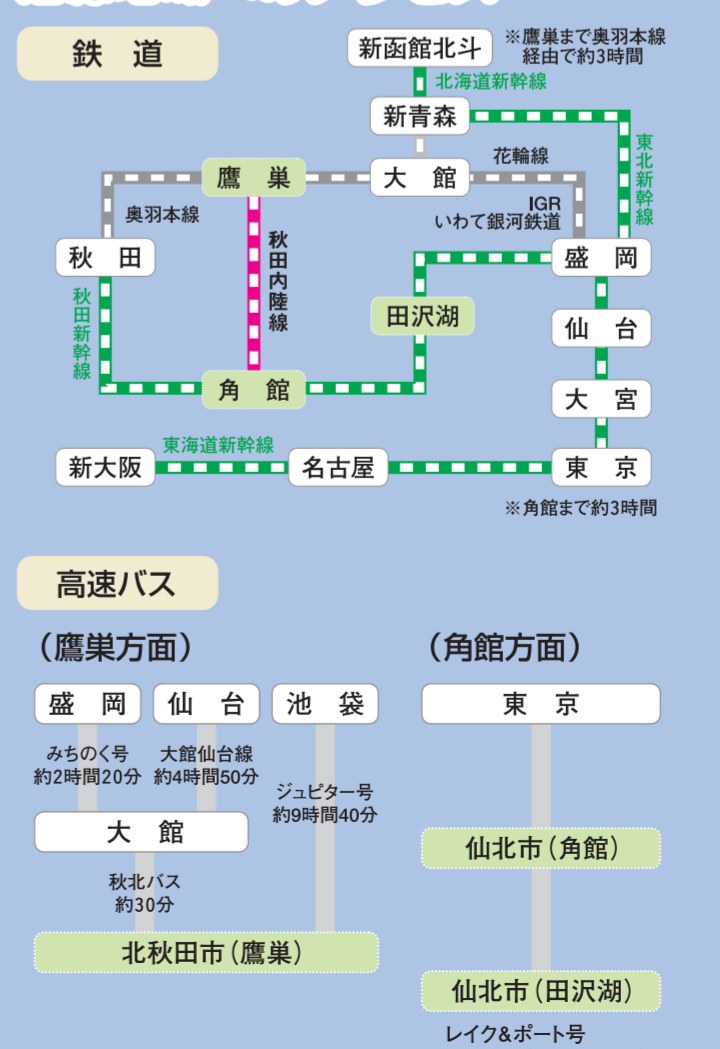 鉄 道
新函館北斗
※鷹巣まで奥羽本線
経由で約3時間
北海道新幹線
新青森
東北新幹線
花輪線
鷹 巣
大 館
奥羽本線
IGR
いわて銀河鉄道
秋田内陸線
秋 田
盛 岡
秋田新幹線
田沢湖
仙 台
角 館
大 宮
東海道新幹線
新大阪
名古屋
東 京
※角館まで約3時間
高速バス
（鷹巣方面）
盛 岡
仙 台
池 袋
みちのく号
約2時間20分
大館仙台線
約4時間50分
ジュピター号
約9時間40分
大 館
秋北バス
約30分
北秋田市（鷹巣）
（角館方面）
東 京
仙北市（角館）
仙北市（田沢湖）
レイク&ポート号